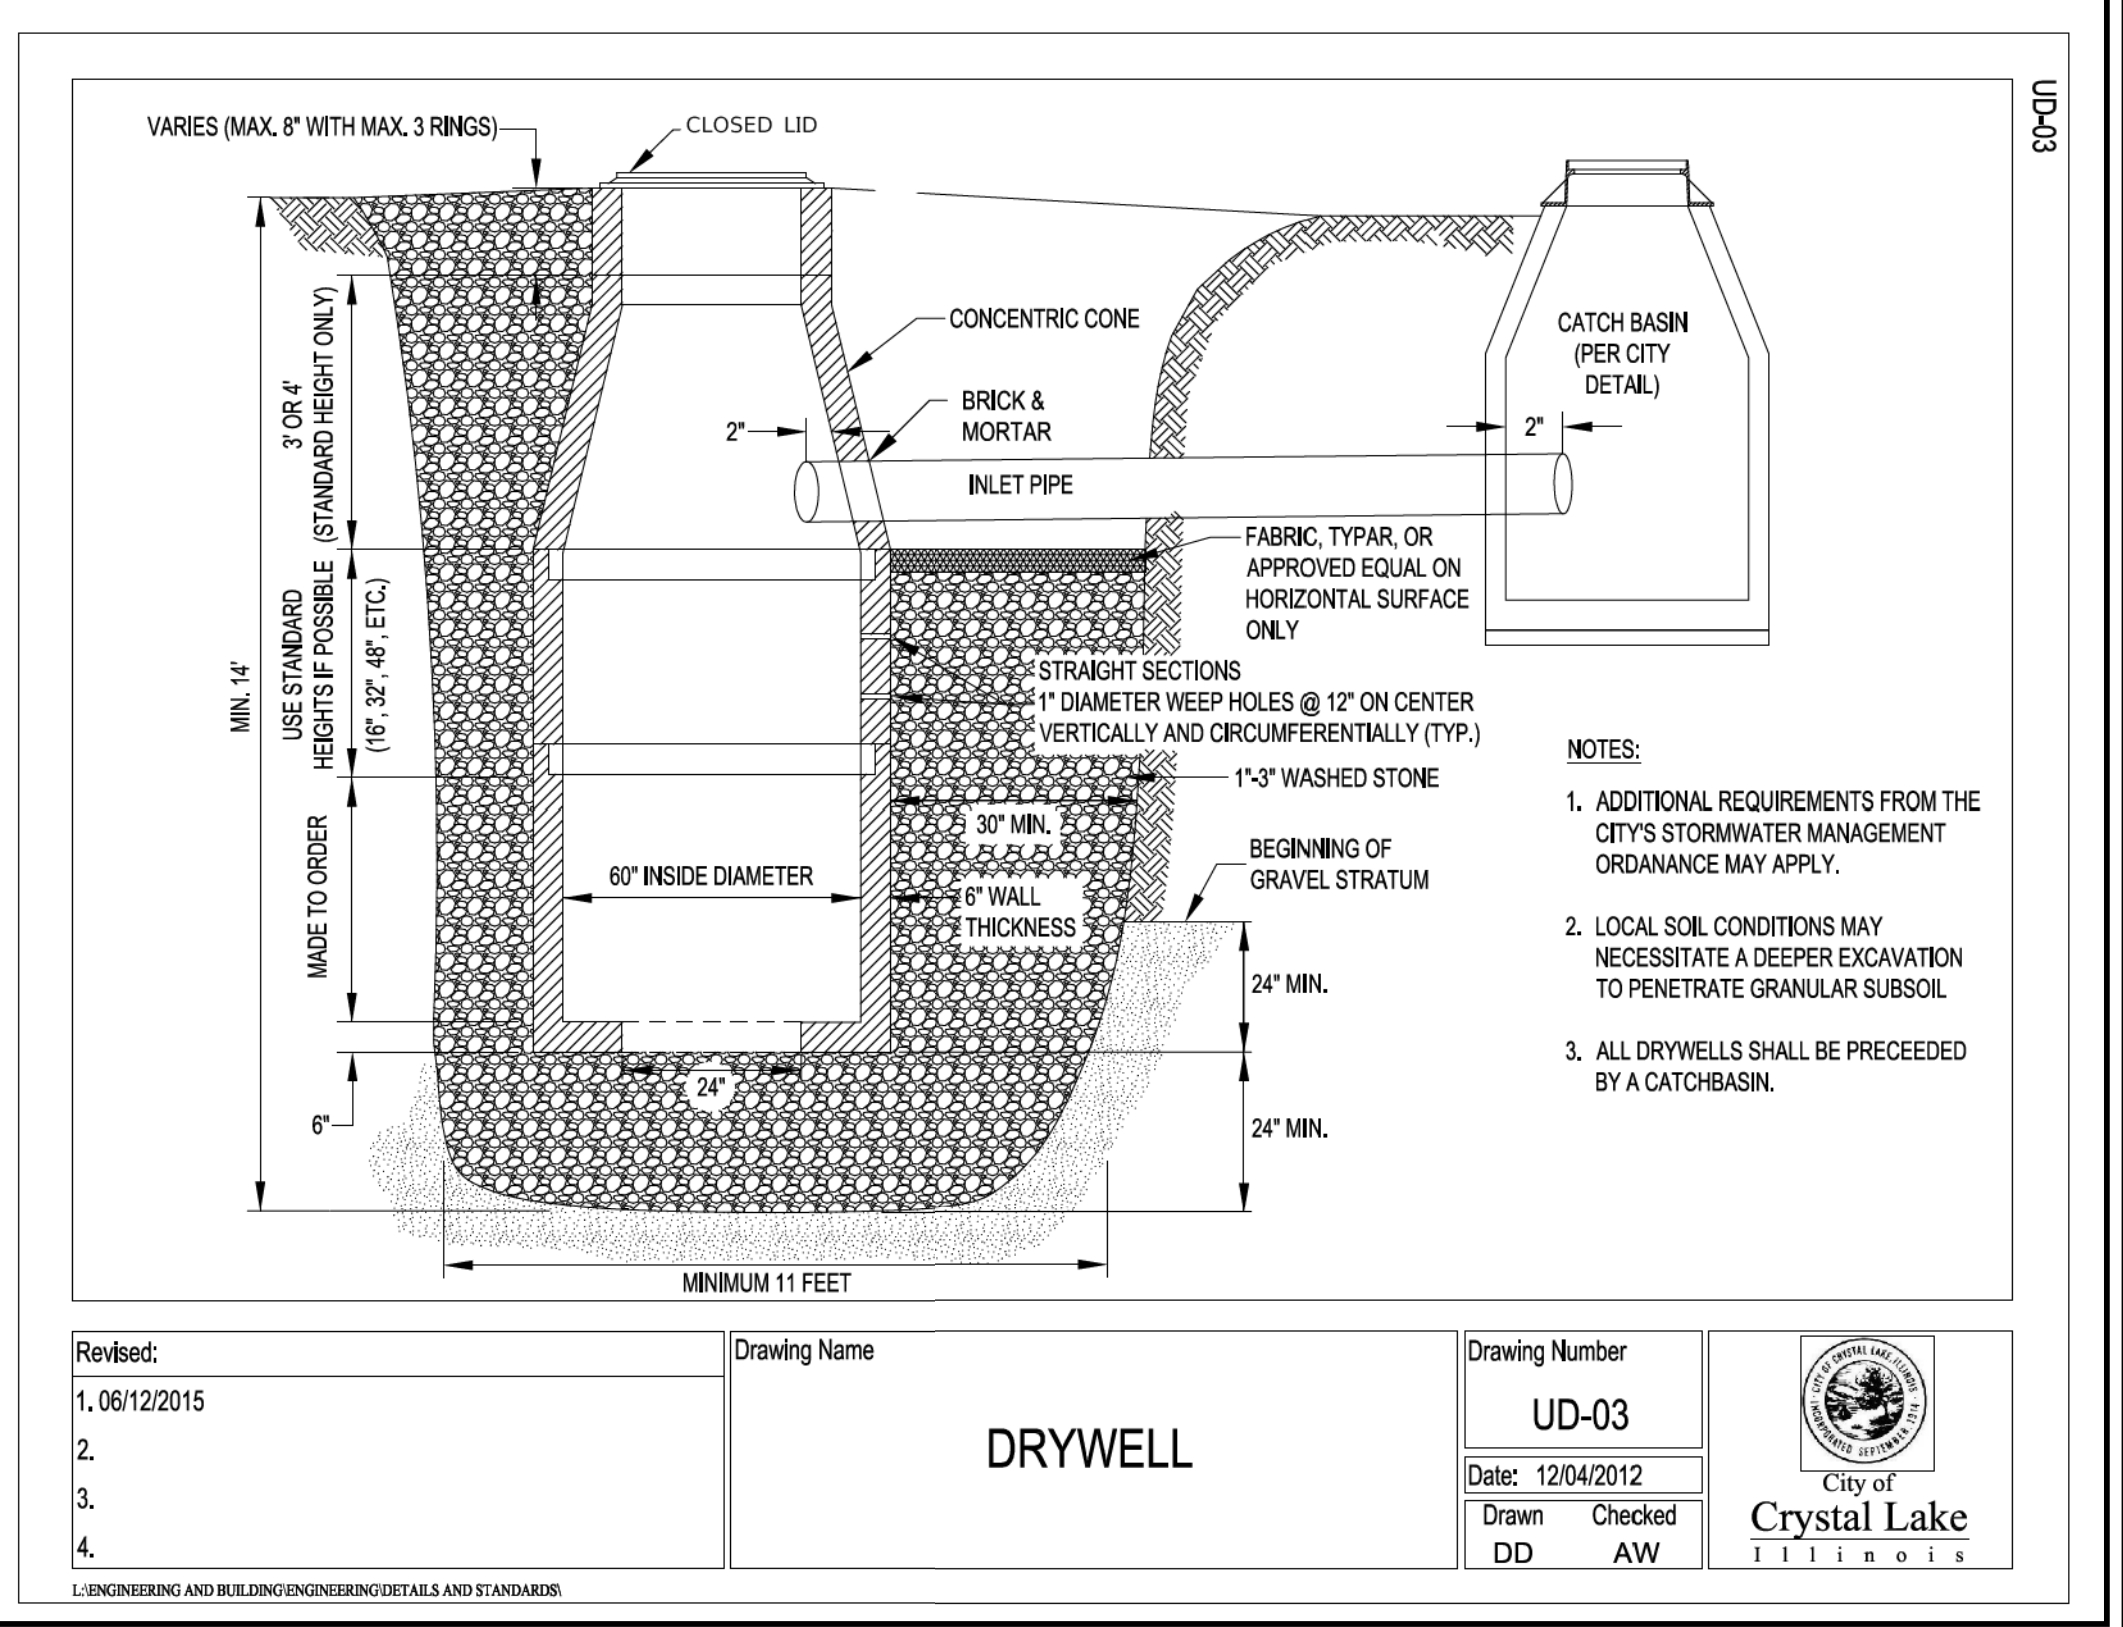 UD-03
VARIES (MAX. 8" WITH MAX. 3 RINGS)
CLOSED LID
CONCENTRIC CONE
BRICK &
MORTAR
2"
INLET PIPE
CATCH BASIN
(PER CITY
DETAIL)
2"
3' OR 4'
(STANDARD HEIGHT ONLY)
USE STANDARD
HEIGHTS IF POSSIBLE
(16", 32", 48", ETC.)
MIN. 14'
MADE TO ORDER
6"
FABRIC, TYPAR, OR
APPROVED EQUAL ON
HORIZONTAL SURFACE
ONLY
STRAIGHT SECTIONS
1" DIAMETER WEEP HOLES @ 12" ON CENTER
VERTICALLY AND CIRCUMFERENTIALLY (TYP.)
1"-3" WASHED STONE
30" MIN.
60" INSIDE DIAMETER
6" WALL
THICKNESS
BEGINNING OF
GRAVEL STRATUM
24" MIN.
24" MIN.
24"
MINIMUM 11 FEET
NOTES:
1. ADDITIONAL REQUIREMENTS FROM THE
CITY'S STORMWATER MANAGEMENT
ORDANANCE MAY APPLY.
2. LOCAL SOIL CONDITIONS MAY
NECESSITATE A DEEPER EXCAVATION
TO PENETRATE GRANULAR SUBSOIL
3. ALL DRYWELLS SHALL BE PRECEEDED
BY A CATCHBASIN.
Revised:
1. 06/12/2015
2.
3.
4.
Drawing Name
DRYWELL
Drawing Number
UD-03
Date: 12/04/2012
Drawn Checked
DD AW
CITY OF CRYSTAL LAKE, ILLINOIS
INCORPORATED SEPTEMBER, 1914
City of
Crystal Lake
Illinois
L:\ENGINEERING AND BUILDING\ENGINEERING\DETAILS AND STANDARDS\